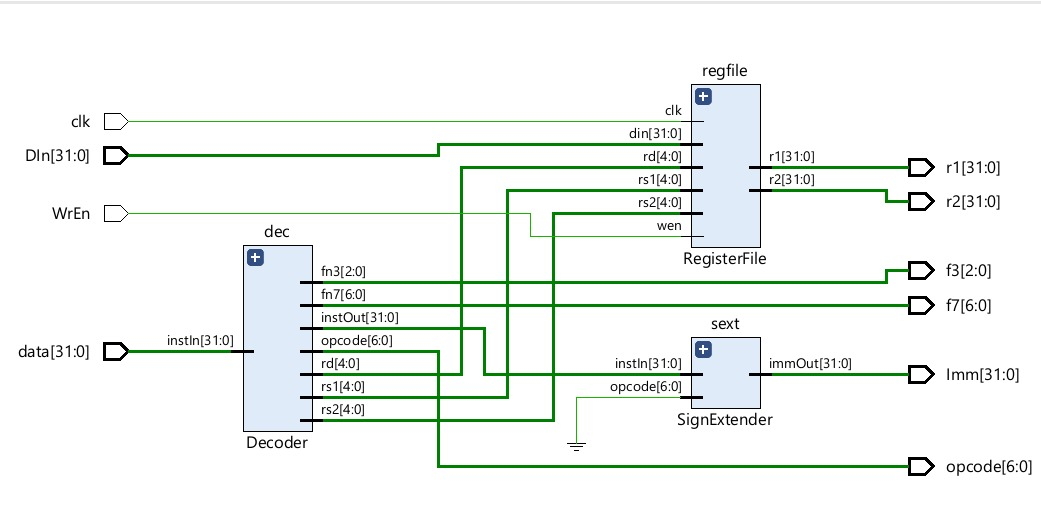 regfile
clk
clk
din[31:0]
DIn[31:0]
rd[4:0]
r1[31:0]
r1[31:0]
rs1[4:0]
r2[31:0]
r2[31:0]
rs2[4:0]
WrEn
wen
dec
RegisterFile
fn3[2:0]
f3[2:0]
fn7[6:0]
f7[6:0]
instOut[31:0]
sext
data[31:0]
instIn[31:0]
opcode[6:0]
rd[4:0]
instIn[31:0]
immOut[31:0]
Imm[31:0]
rs1[4:0]
opcode[6:0]
rs2[4:0]
SignExtender
Decoder
opcode[6:0]